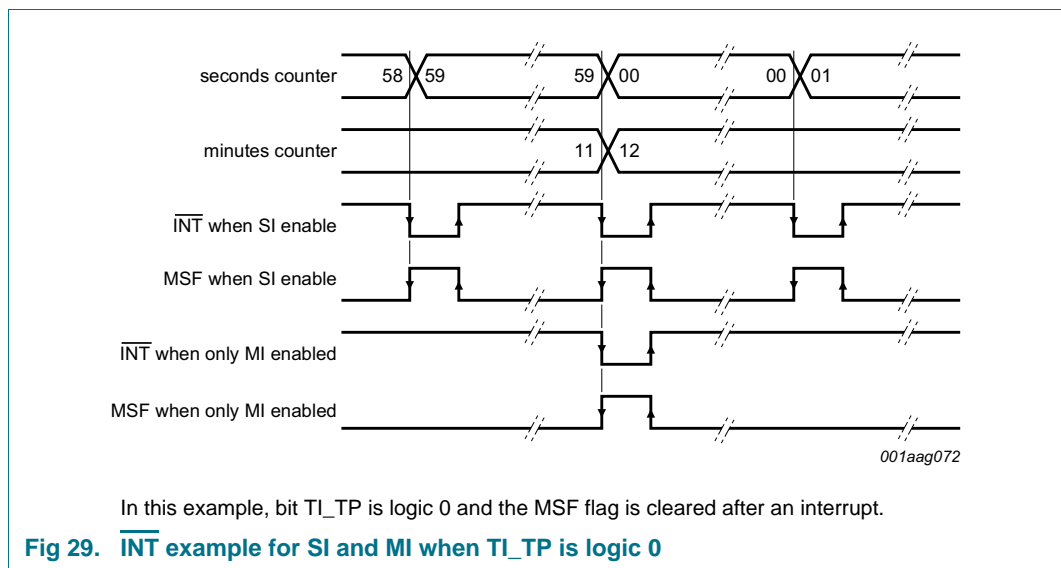 seconds counter 58 59 59 00 00 01
minutes counter 11 12
INT when SI enable
MSF when SI enable
INT when only MI enabled
MSF when only MI enabled
001aag072
In this example, bit TI_TP is logic 0 and the MSF flag is cleared after an interrupt.
Fig 29. INT example for SI and MI when TI_TP is logic 0